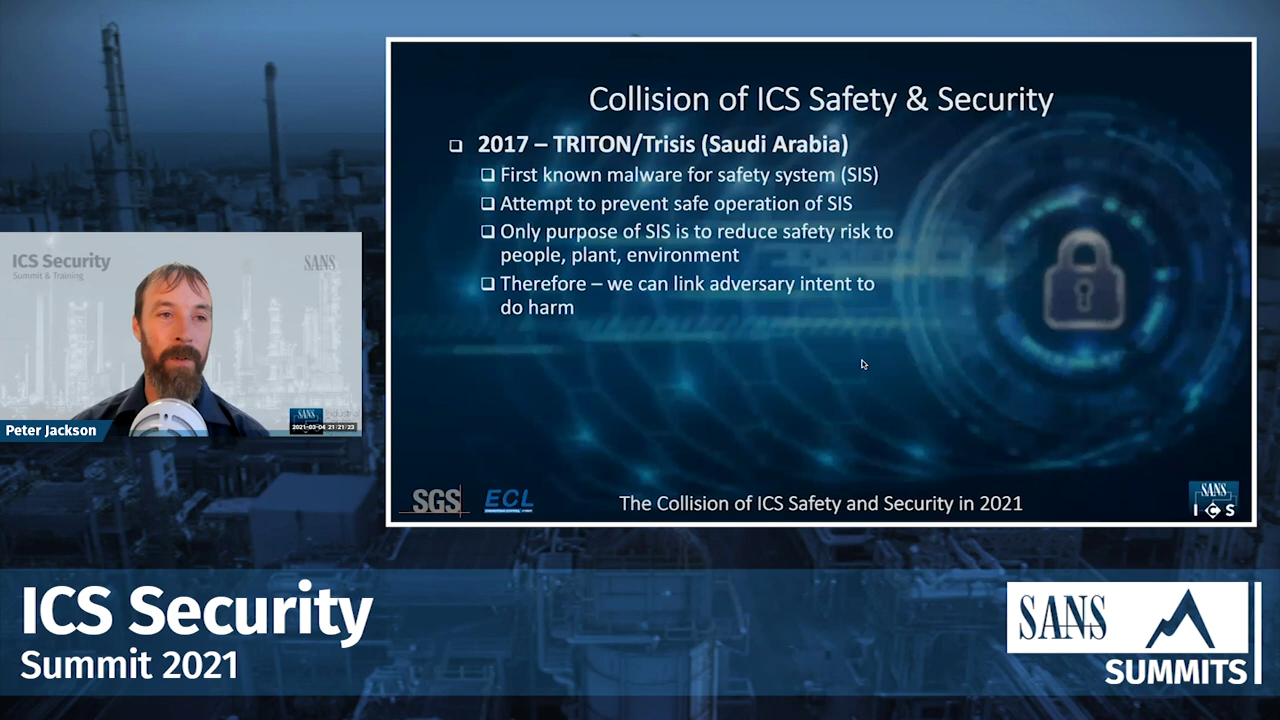 Collision of ICS Safety & Security
2017 – TRITON/Trisis (Saudi Arabia)
First known malware for safety system (SIS)
Attempt to prevent safe operation of SIS
Only purpose of SIS is to reduce safety risk to
people, plant, environment
Therefore – we can link adversary intent to
do harm
SGS
ECL
The Collision of ICS Safety and Security in 2021
SANS
ICS
ICS Security
Summit & Training
SANS
SANS
Industrial
2021-03-04 21:21:23
Peter Jackson
ICS Security
Summit 2021
SANS
SUMMITS